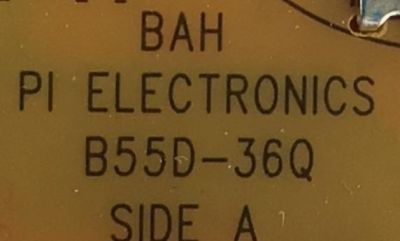 BAH
PI ELECTRONICS
B55D-36Q
SIDE A